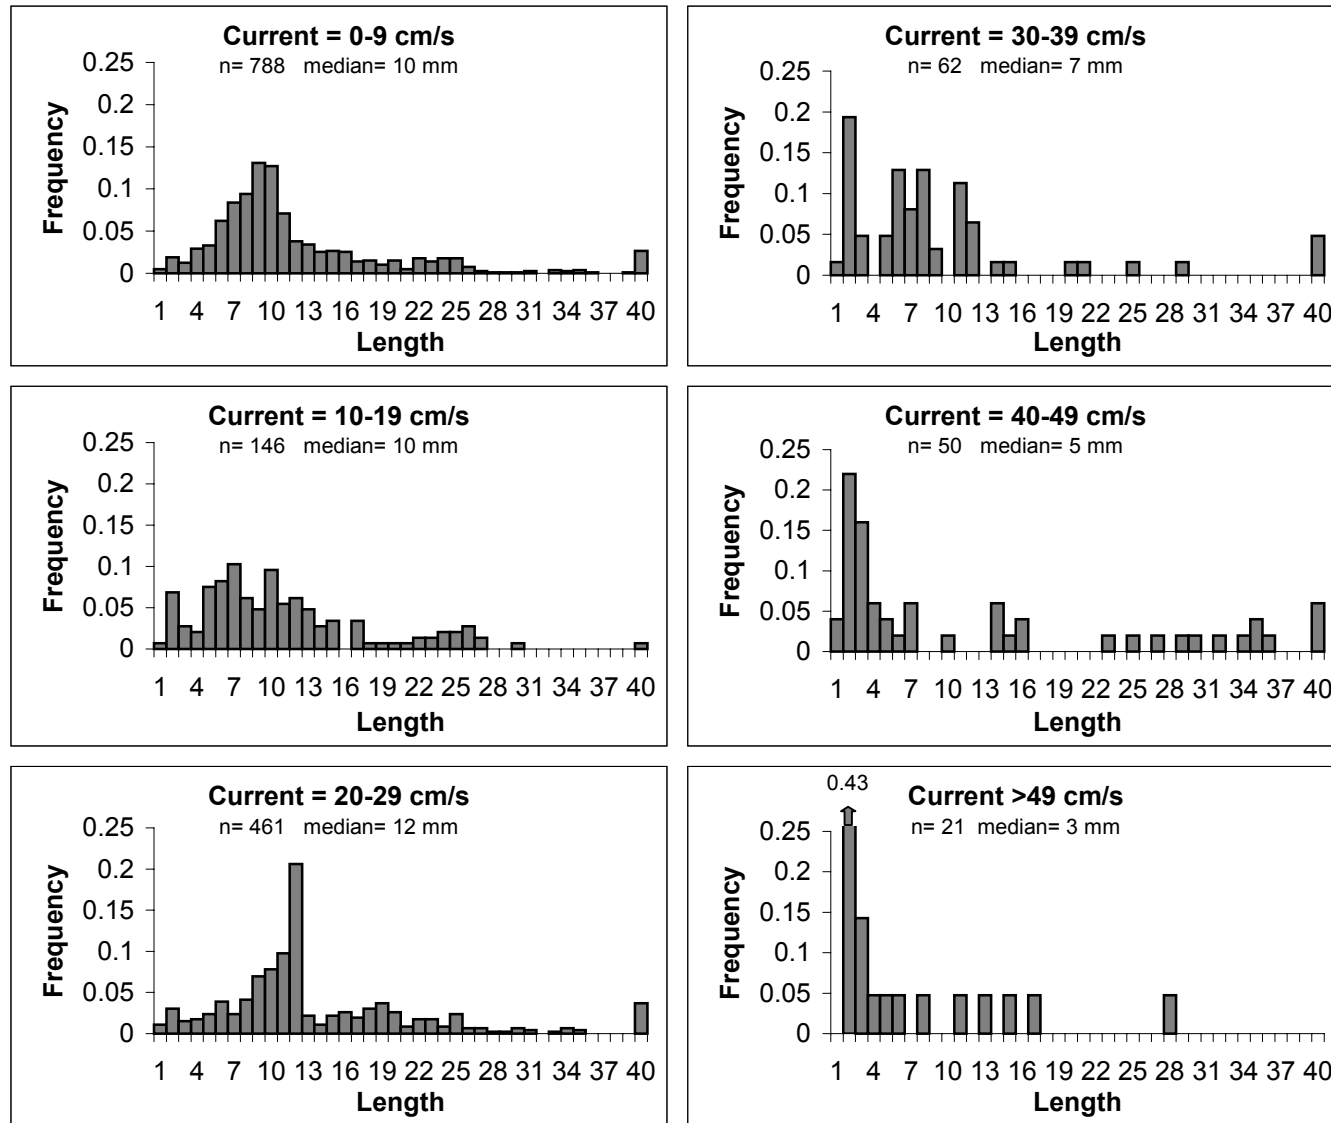 Current = 0-9 cm/s
n= 788 median= 10 mm
0.25
0.2
0.15
0.1
0.05
0
Frequency
1 4 7 10 13 16 19 22 25 28 31 34 37 40
Length
Current = 30-39 cm/s
n= 62 median= 7 mm
0.25
0.2
0.15
0.1
0.05
0
Frequency
1 4 7 10 13 16 19 22 25 28 31 34 37 40
Length
Current = 10-19 cm/s
n= 146 median= 10 mm
0.25
0.2
0.15
0.1
0.05
0
Frequency
1 4 7 10 13 16 19 22 25 28 31 34 37 40
Length
Current = 40-49 cm/s
n= 50 median= 5 mm
0.25
0.2
0.15
0.1
0.05
0
Frequency
1 4 7 10 13 16 19 22 25 28 31 34 37 40
Length
Current = 20-29 cm/s
n= 461 median= 12 mm
0.25
0.2
0.15
0.1
0.05
0
Frequency
1 4 7 10 13 16 19 22 25 28 31 34 37 40
Length
0.43
Current >49 cm/s
n= 21 median= 3 mm
0.25
0.2
0.15
0.1
0.05
0
Frequency
1 4 7 10 13 16 19 22 25 28 31 34 37 40
Length